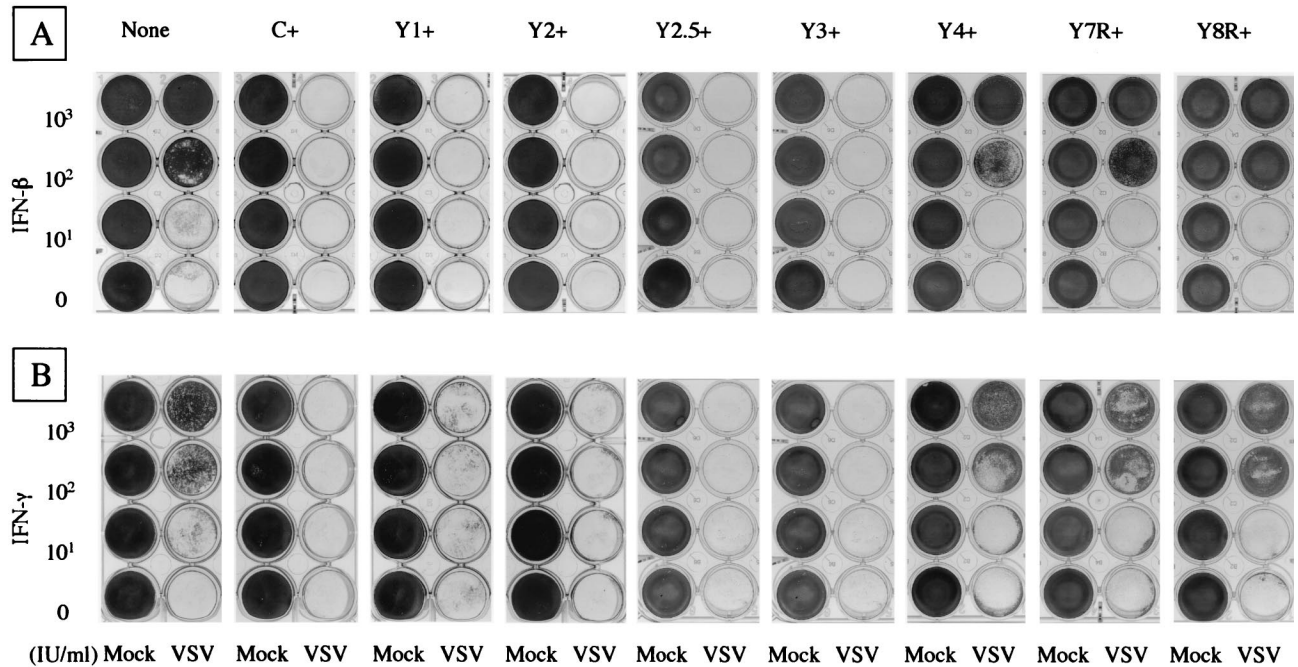 A
None C+ Y1+ Y2+ Y2.5+ Y3+ Y4+ Y7R+ Y8R+
IFN-β
10³
10²
10¹
0
B
IFN-γ
10³
10²
10¹
0
(IU/ml) Mock VSV Mock VSV Mock VSV Mock VSV Mock VSV Mock VSV Mock VSV Mock VSV Mock VSV